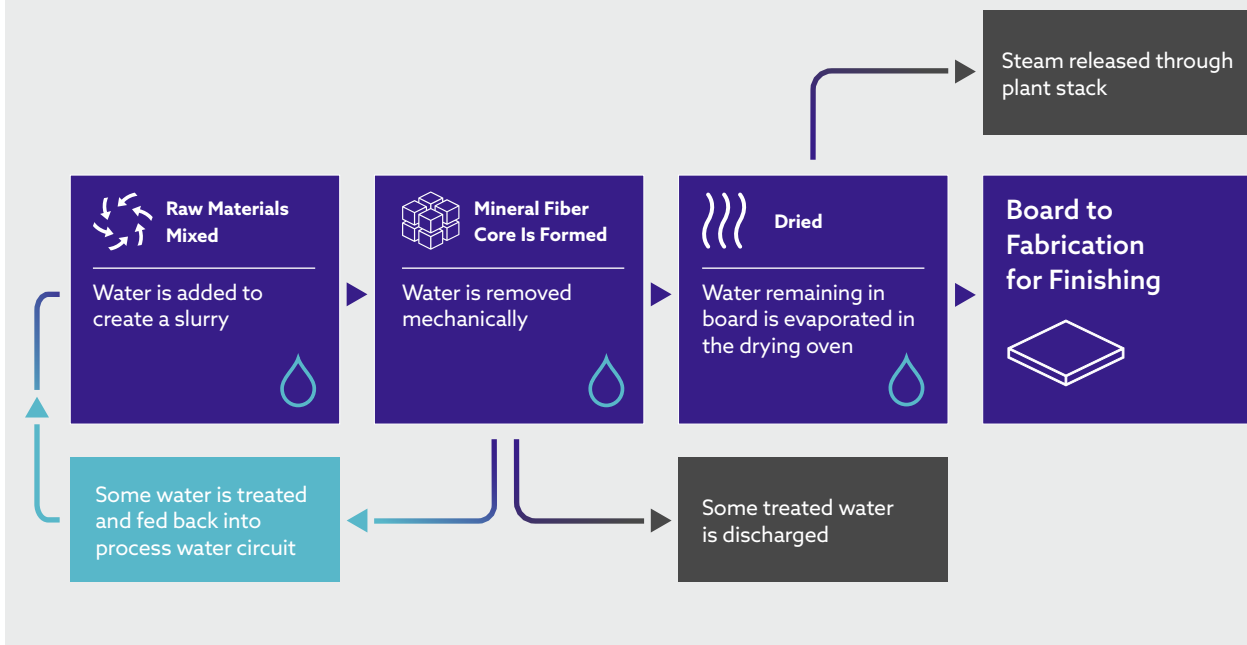 Steam released through
plant stack
Raw Materials
Mixed
Water is added to
create a slurry
Mineral Fiber
Core Is Formed
Water is removed
mechanically
Dried
Water remaining in
board is evaporated in
the drying oven
Board to
Fabrication
for Finishing
Some water is treated
and fed back into
process water circuit
Some treated water
is discharged